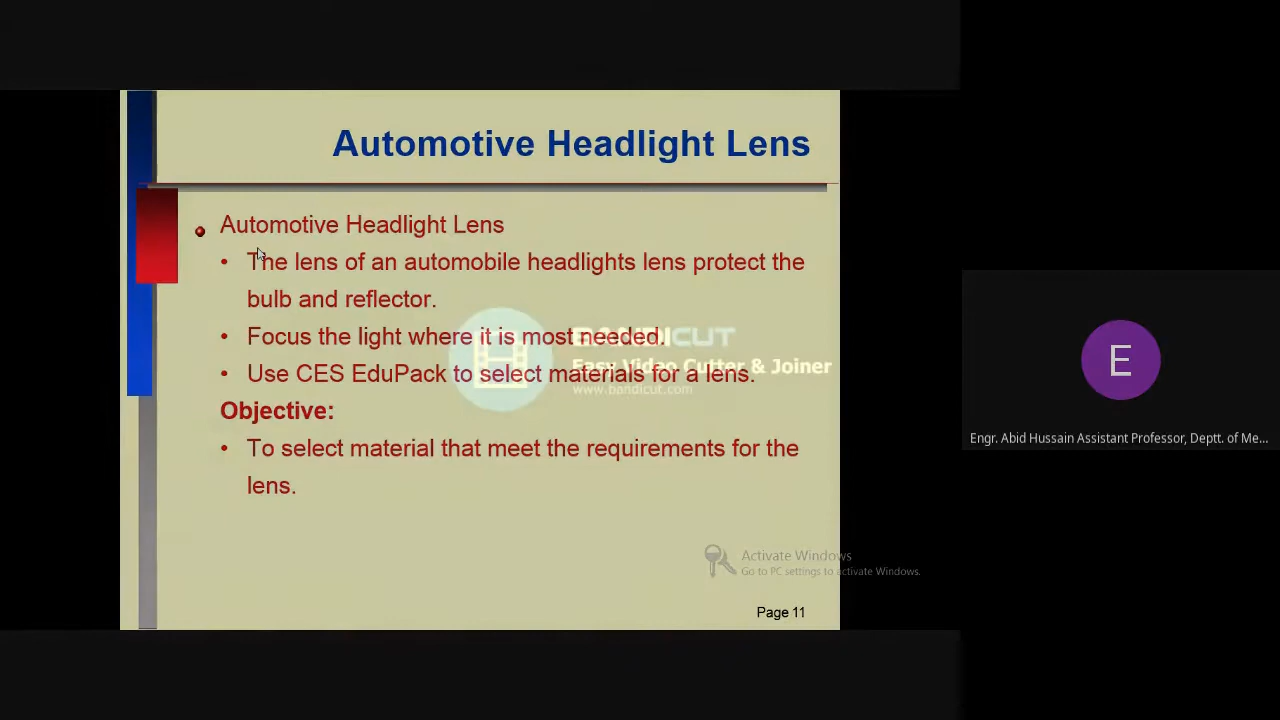 Automotive Headlight Lens
Automotive Headlight Lens
• The lens of an automobile headlights lens protect the
bulb and reflector.
• Focus the light where it is most needed.
• Use CES EduPack to select materials for a lens.
Objective:
• To select material that meet the requirements for the
lens.
BANDICUT
Easy Video Cutter & Joiner
www.bandicut.com
Activate Windows
Go to PC settings to activate Windows.
Page 11
E
Engr. Abid Hussain Assistant Professor, Deptt. of Me...